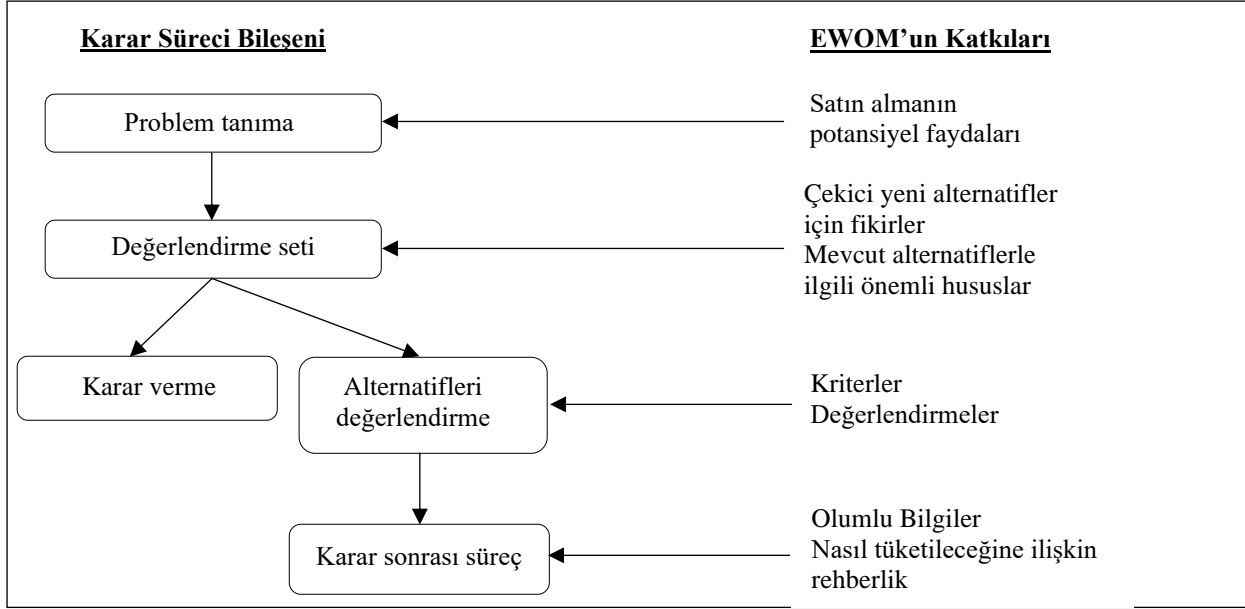 Karar Süreci Bileşeni
EWOM’un Katkıları
Problem tanıma
Satın almanın
potansiyel faydaları
Değerlendirme seti
Çekici yeni alternatifler
için fikirler
Mevcut alternatiflerle
ilgili önemli hususlar
Karar verme
Alternatifleri
değerlendirme
Kriterler
Değerlendirmeler
Karar sonrası süreç
Olumlu Bilgiler
Nasıl tüketileceğine ilişkin
rehberlik